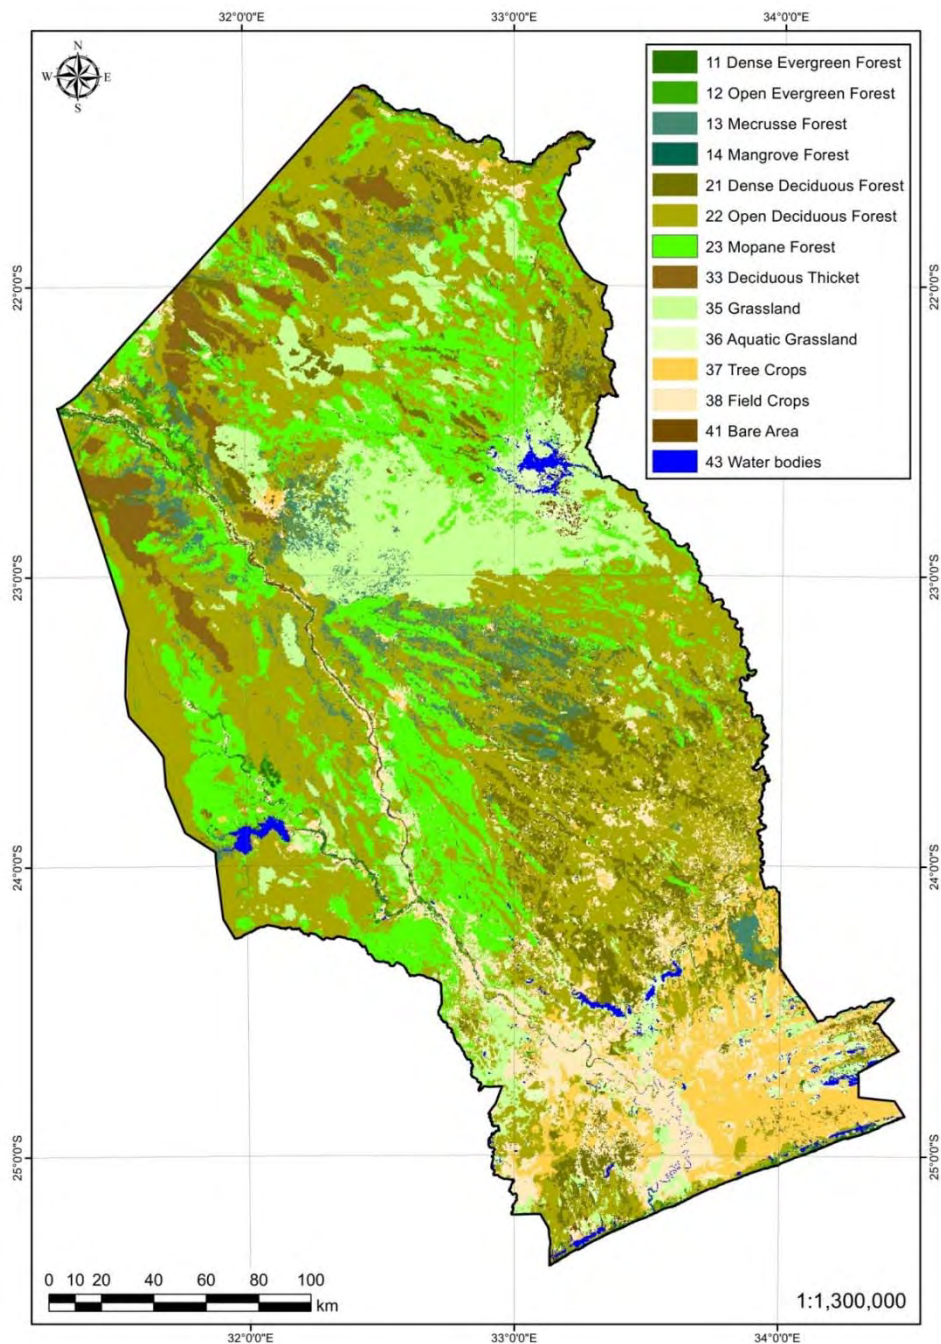 32°0'0"E 33°0'0"E 34°0'0"E
N
W E
S
11 Dense Evergreen Forest
12 Open Evergreen Forest
13 Mecrusse Forest
14 Mangrove Forest
21 Dense Deciduous Forest
22 Open Deciduous Forest
23 Mopane Forest
33 Deciduous Thicket
35 Grassland
36 Aquatic Grassland
37 Tree Crops
38 Field Crops
41 Bare Area
43 Water bodies
22°0'0"S 22°0'0"S
23°0'0"S 23°0'0"S
24°0'0"S 24°0'0"S
25°0'0"S 25°0'0"S
0 10 20 40 60 80 100
km
1:1,300,000
32°0'0"E 33°0'0"E 34°0'0"E